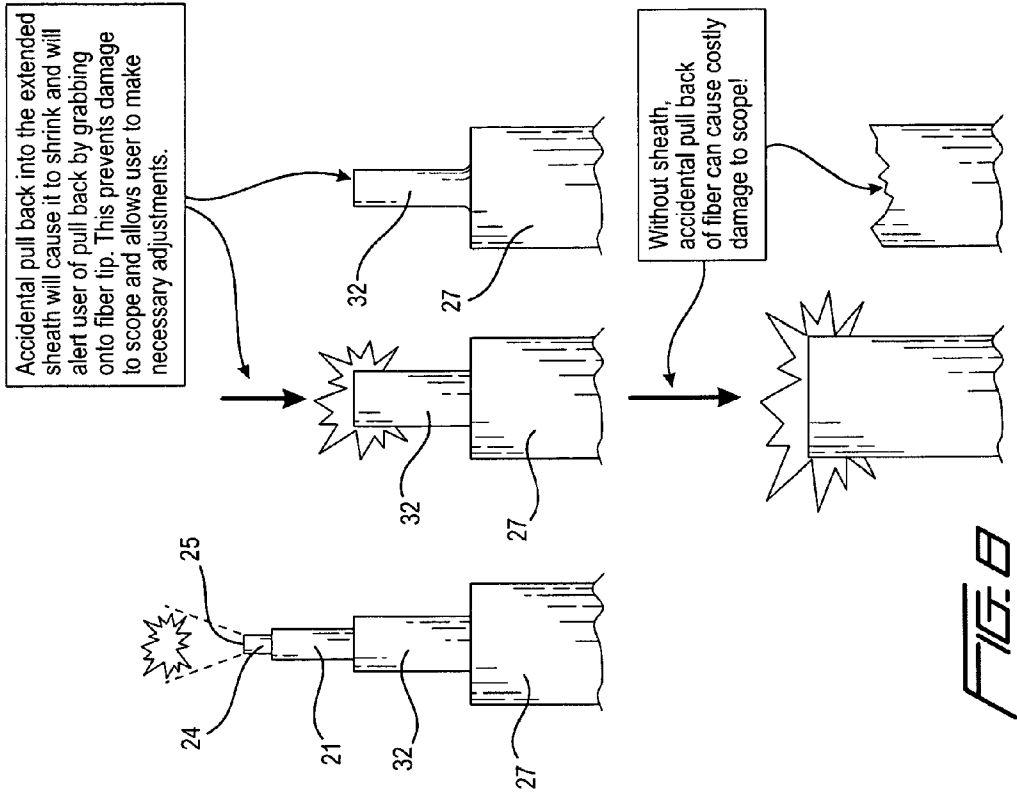 Accidental pull back into the extended
sheath will cause it to shrink and will
alert user of pull back by grabbing
onto fiber tip. This prevents damage
to scope and allows user to make
necessary adjustments.
25
24
21
32
27
32
27
32
27
Without sheath,
accidental pull back
of fiber can cause costly
damage to scope!
FIG. 8